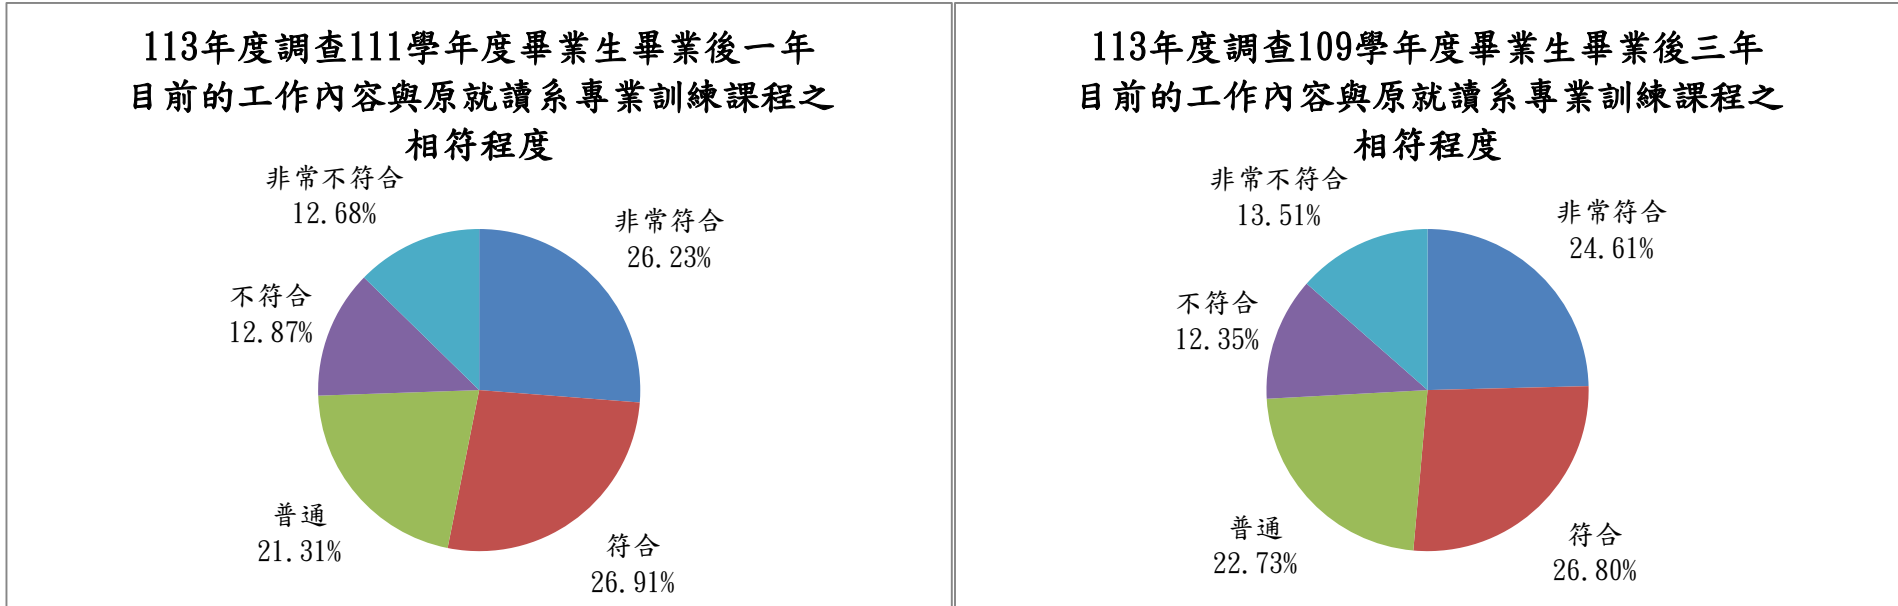 113年度調查111學年度畢業生畢業後一年
目前的工作內容與原就讀系專業訓練課程之
相符程度
非常不符合
12.68%
非常符合
26.23%
不符合
12.87%
普通
21.31%
符合
26.91%
113年度調查109學年度畢業生畢業後三年
目前的工作內容與原就讀系專業訓練課程之
相符程度
非常不符合
13.51%
非常符合
24.61%
不符合
12.35%
普通
22.73%
符合
26.80%